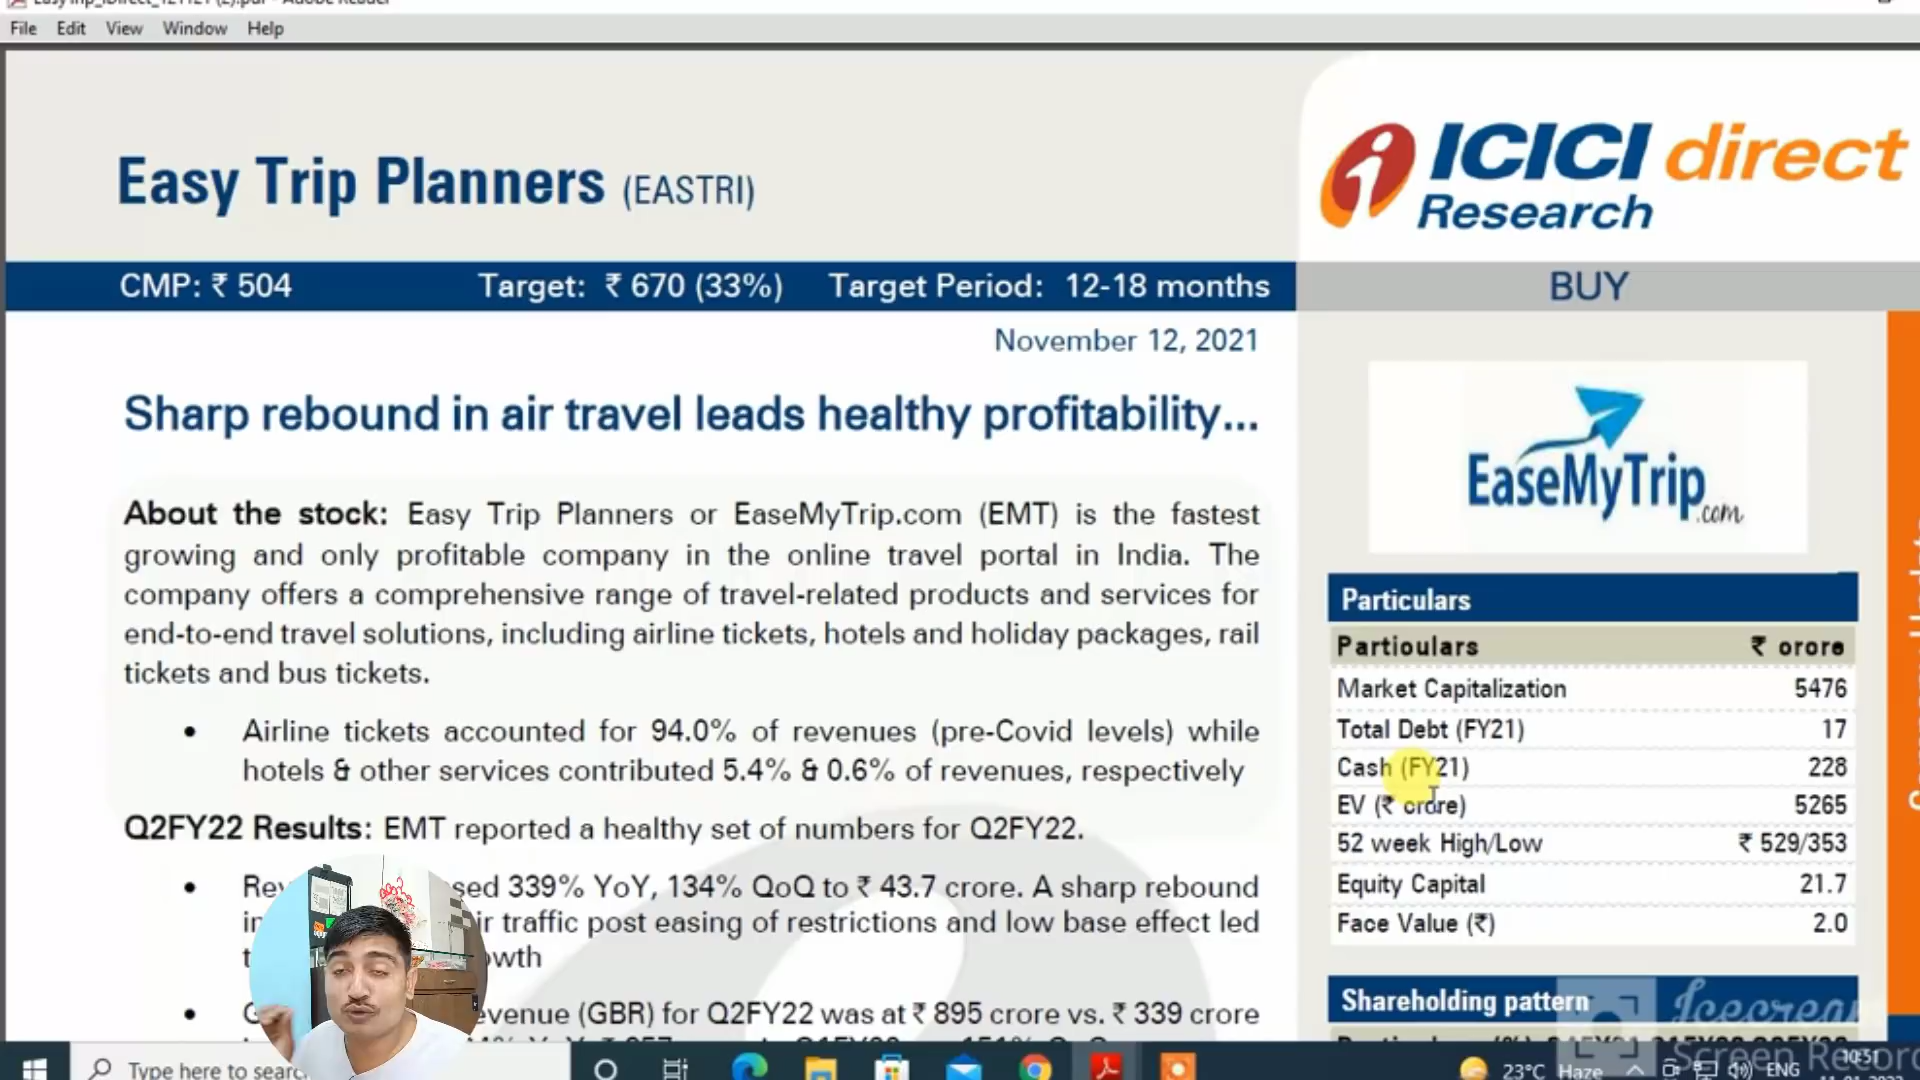 File Edit View Window Help
Easy Trip Planners (EASTRI)
ICICI direct
Research
CMP: ₹ 504 Target: ₹ 670 (33%) Target Period: 12-18 months BUY
November 12, 2021
Sharp rebound in air travel leads healthy profitability...
About the stock: Easy Trip Planners or EaseMyTrip.com (EMT) is the fastest
growing and only profitable company in the online travel portal in India. The
company offers a comprehensive range of travel-related products and services for
end-to-end travel solutions, including airline tickets, hotels and holiday packages, rail
tickets and bus tickets.
• Airline tickets accounted for 94.0% of revenues (pre-Covid levels) while
hotels & other services contributed 5.4% & 0.6% of revenues, respectively
Q2FY22 Results: EMT reported a healthy set of numbers for Q2FY22.
• 339% YoY, 134% QoQ to ₹ 43.7 crore. A sharp rebound
traffic post easing of restrictions and low base effect led
• (GBR) for Q2FY22 was at ₹ 895 crore vs. ₹ 339 crore
EaseMyTrip
.com
Particulars
Partioulars ₹ orore
Market Capitalization 5476
Total Debt (FY21) 17
Cash (FY21) 228
EV (₹ crore) 5265
52 week High/Low ₹ 529/353
Equity Capital 21.7
Face Value (₹) 2.0
Shareholding pattern
Icecream
Screen Recor
Type here to searc
23°C Haze ENG
10:51